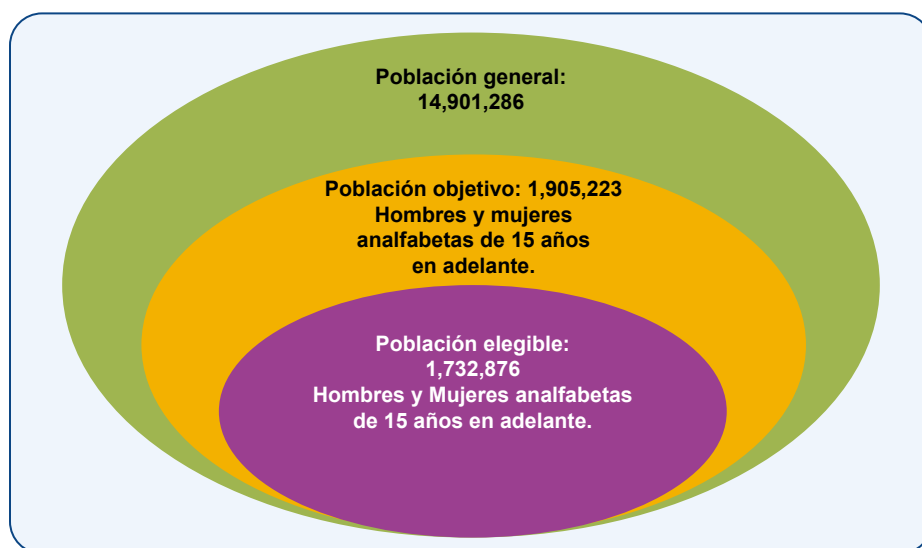 Población general:
14,901,286
Población objetivo: 1,905,223
Hombres y mujeres
analfabetas de 15 años
en adelante.
Población elegible:
1,732,876
Hombres y Mujeres analfabetas
de 15 años en adelante.